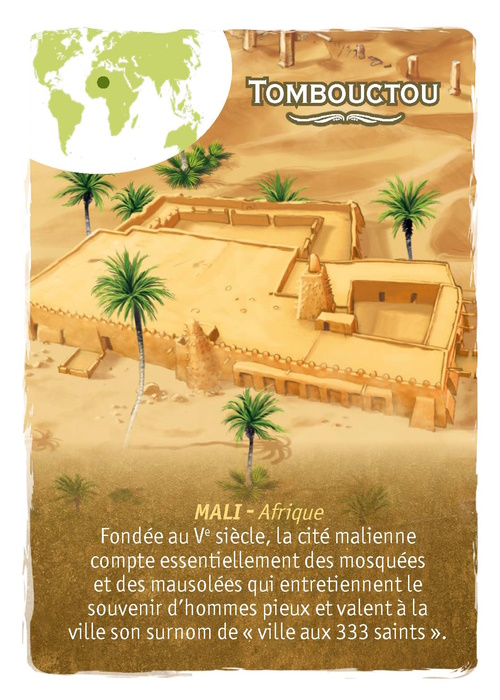 Tombouctou
MALI - Afrique
Fondée au Vᵉ siècle, la cité malienne
compte essentiellement des mosquées
et des mausolées qui entretiennent le
souvenir d'hommes pieux et valent à la
ville son surnom de « ville aux 333 saints ».